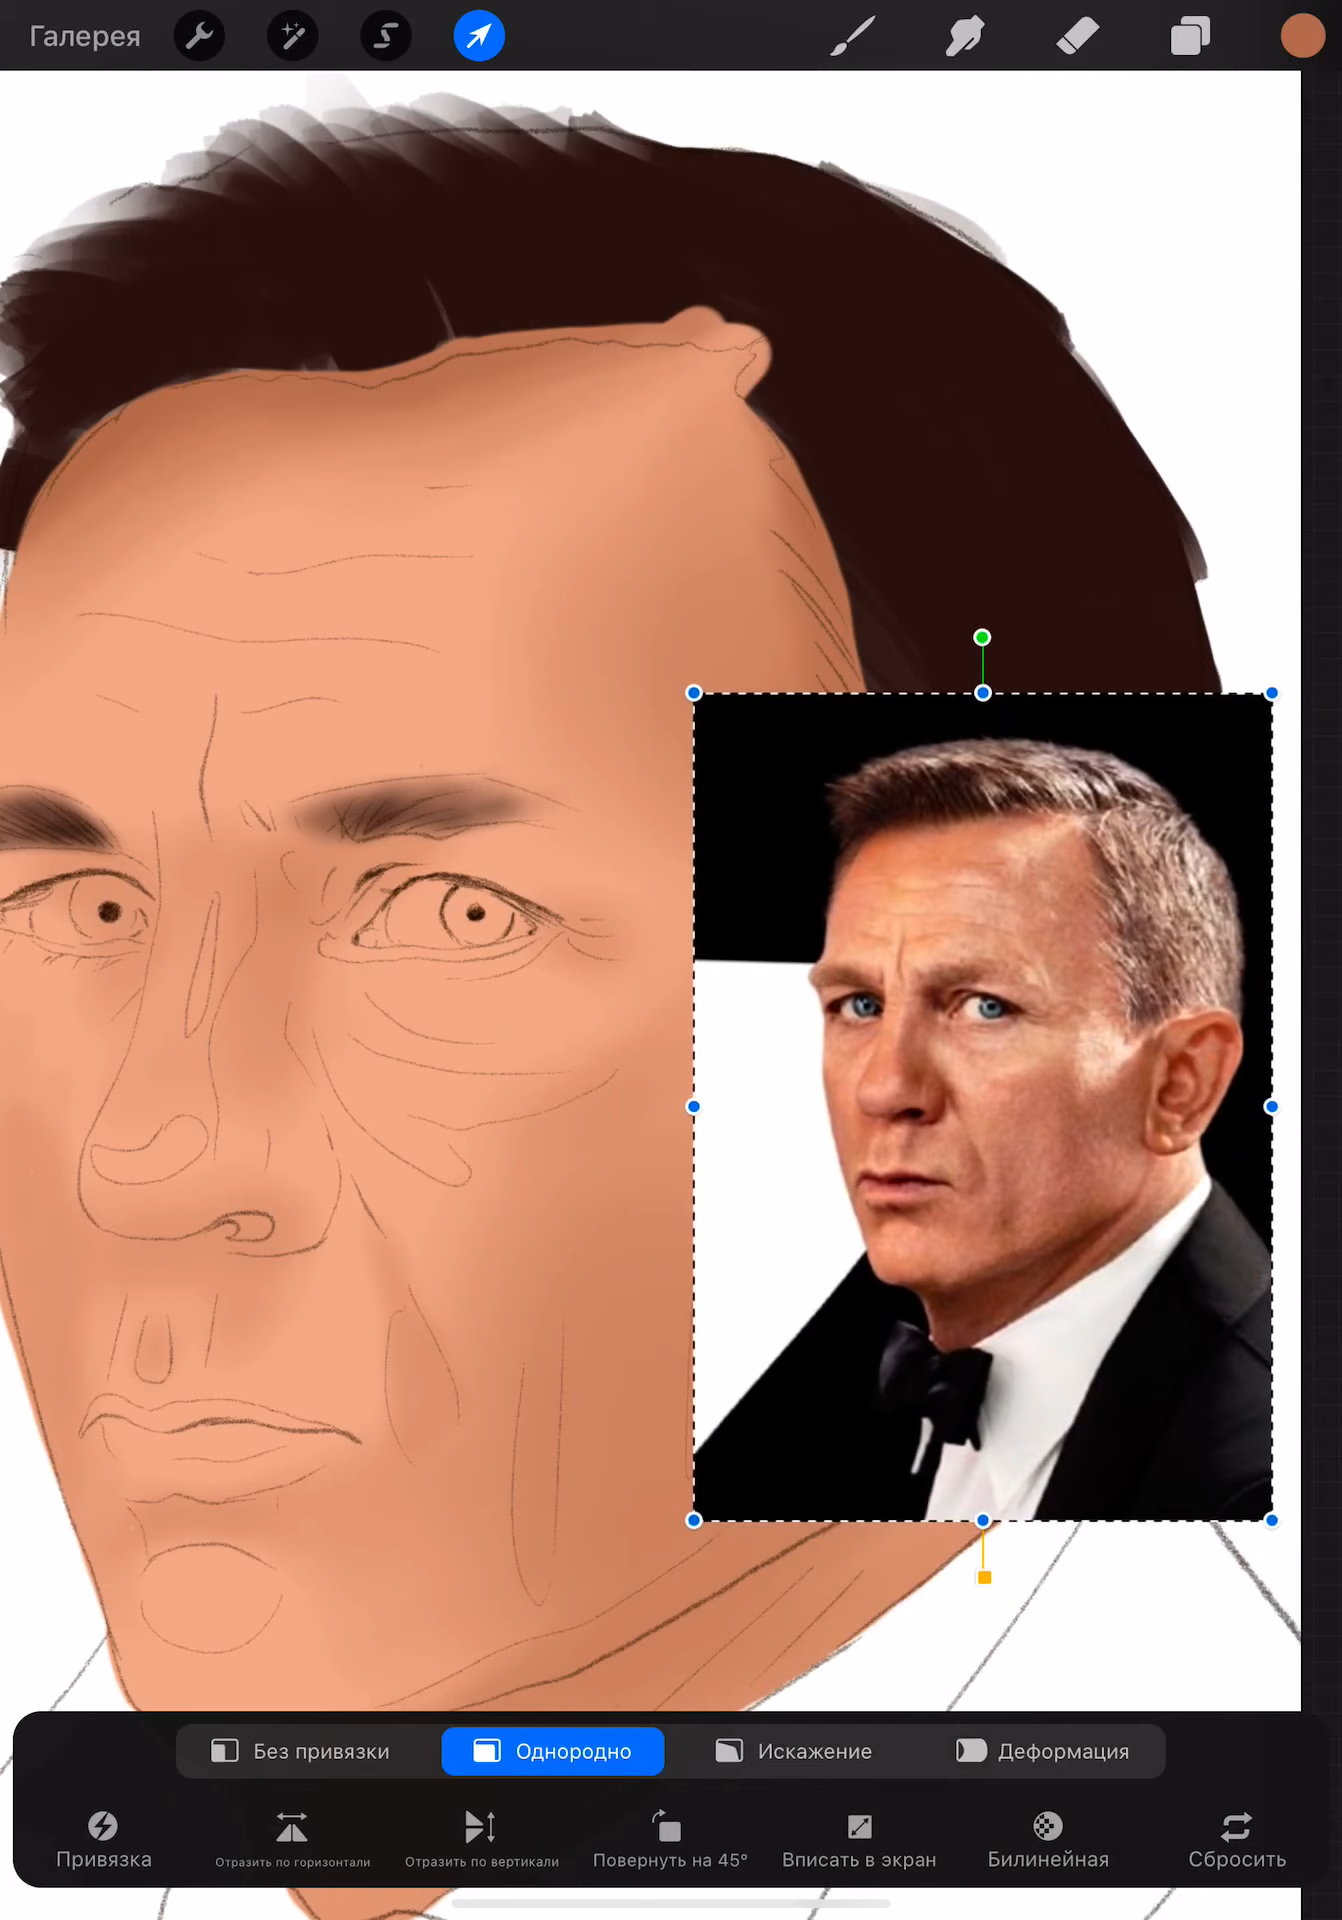 Галерея
Без привязки
Однородно
Искажение
Деформация
Привязка
Отразить по горизонтали
Отразить по вертикали
Повернуть на 45°
Вписать в экран
Билинейная
Сбросить